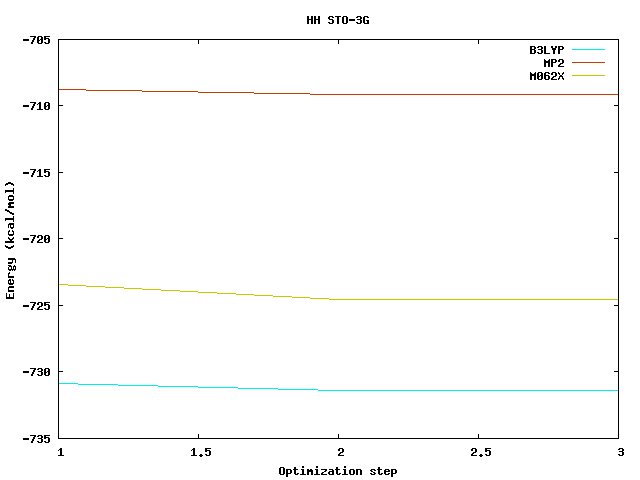 HH STO-3G
-705
B3LYP
MP2
M062X
-710
-715
-720
-725
-730
-735
Energy (kcal/mol)
1
1.5
2
2.5
3
Optimization step